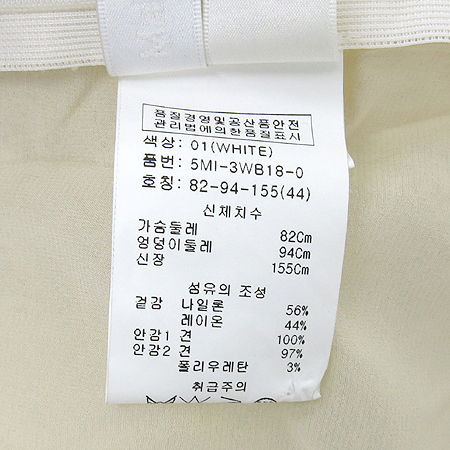 품질경영및공산품안전
관리법에의한품질표시
색상: 01(WHITE)
품번: 5MI-3WB18-0
호칭: 82-94-155(44)
신체치수
가슴둘레 82Cm
엉덩이둘레 94Cm
신장 155Cm
섬유의 조성
겉감 나일론 56%
레이온 44%
안감1 견 100%
안감2 견 97%
폴리우레탄 3%
취급주의